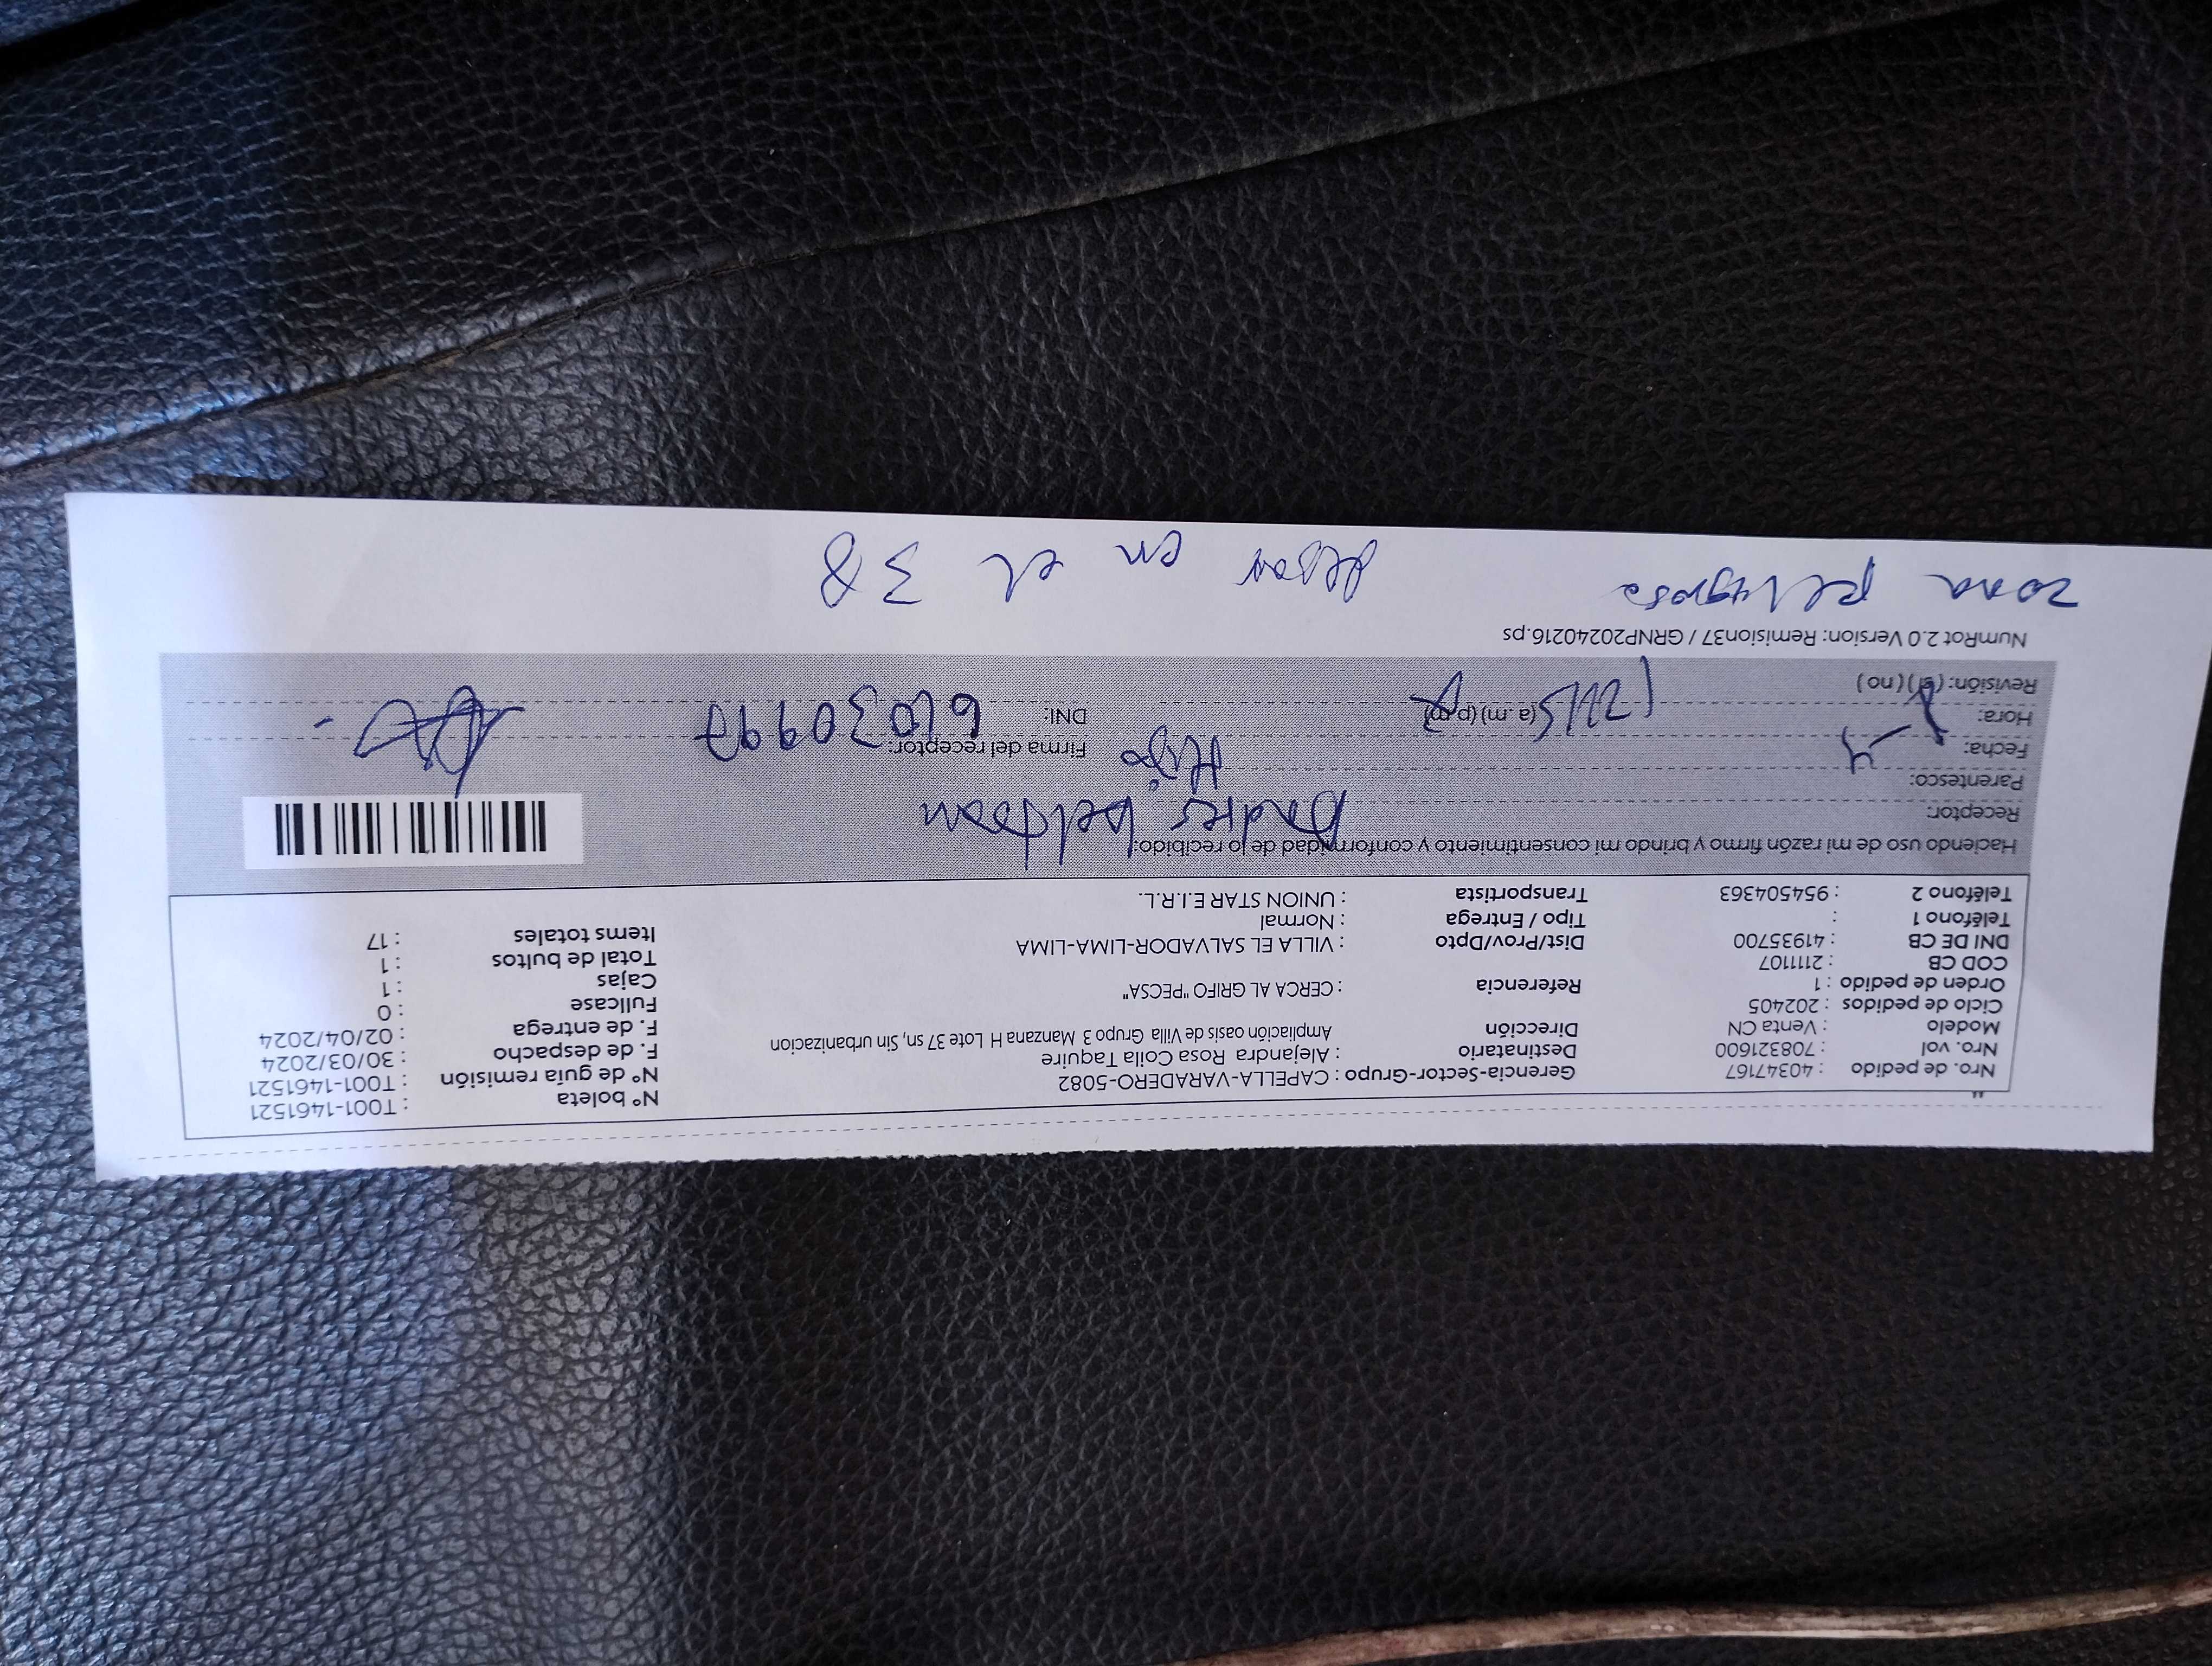 Nro. de pedido : 40347167 Gerencia-Sector-Grupo : CAPELLA-VARADERO-5082 N° boleta : T001-1461521
Nro. vol : 708321600 Destinatario : Alejandra Rosa Coila Taquire N° de guía remisión : T001-1461521
Modelo : Venta CN Dirección Ampliación oasis de Villa Grupo 3 Manzana H Lote 37 sn, Sin urbanizacion F. de despacho : 30/03/2024
Ciclo de pedidos : 202405 F. de entrega : 02/04/2024
Orden de pedido : 1 Referencia : CERCA AL GRIFO "PECSA" Fullcase : 0
COD CB : 2111107 Cajas : 1
DNI DE CB : 41935700 Dist/Prov/Dpto : VILLA EL SALVADOR-LIMA-LIMA Total de bultos : 1
Teléfono 1 : Tipo / Entrega : Normal Items totales : 17
Teléfono 2 : 954504363 Transportista : UNION STAR E.I.R.L.
Haciendo uso de mi razón firmo y brindo mi consentimiento y conformidad de lo recibido:
Receptor: Andres
Parentesco: Hijo
Fecha: Firma del receptor:
Hora: 1215 (a.m) (p.m) DNI: 61030997
Revisión: (si) (no)
NumRot 2.0 Version: Remision37 / GRNP20240216.ps
zona peligrosa dejar en el 38